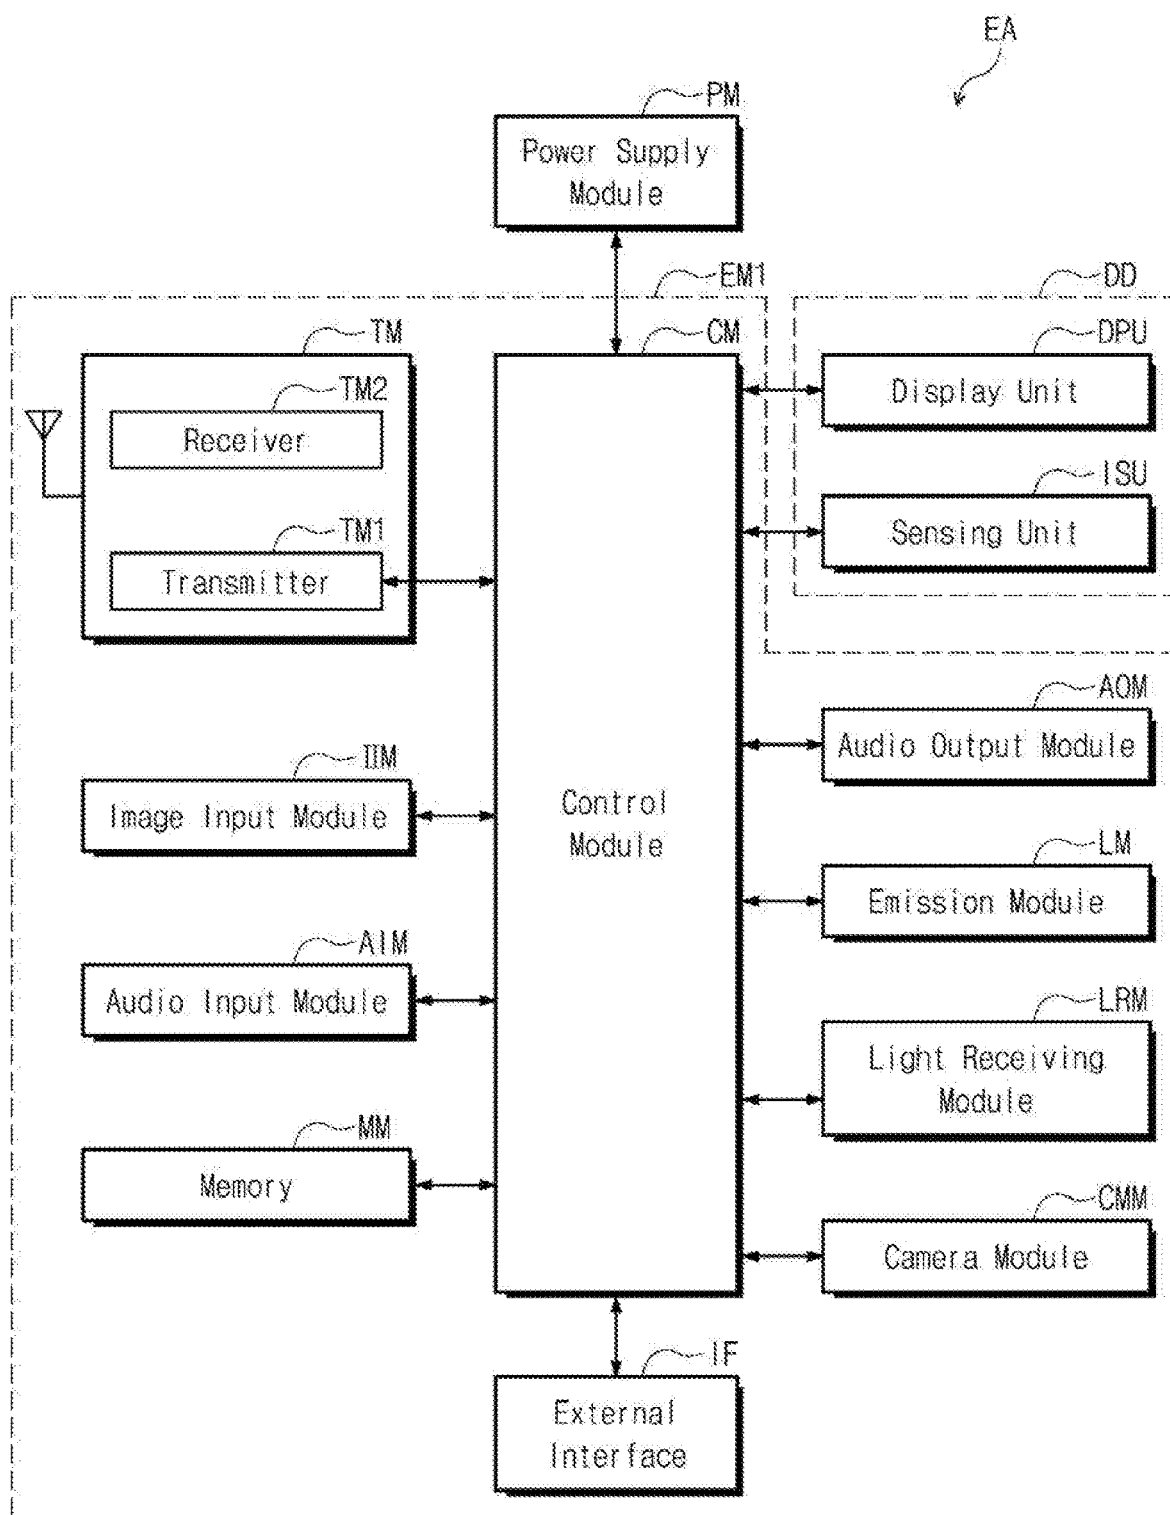 EA
PM
Power Supply
Module
EM1
DD
TM
CM
DPU
TM2
Receiver
Display Unit
TM1
Transmitter
ISU
Sensing Unit
AOM
Audio Output Module
IIM
Image Input Module
Control
Module
LM
Emission Module
AIM
Audio Input Module
LRM
Light Receiving
Module
MM
Memory
CMM
Camera Module
IF
External
Interface